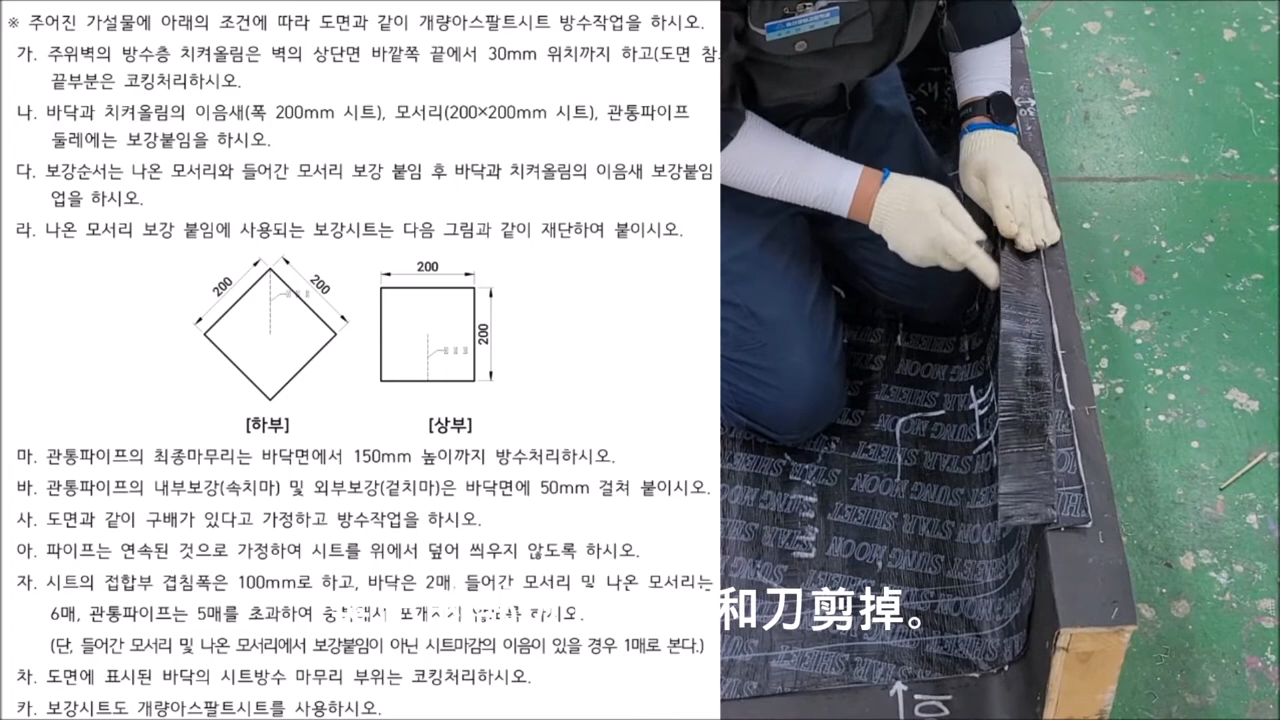 ※ 주어진 가설물에 아래의 조건에 따라 도면과 같이 개량아스팔트시트 방수작업을 하시오.
가. 주위벽의 방수층 치켜올림은 벽의 상단면 바깥쪽 끝에서 30mm 위치까지 하고(도면 참조
끝부분은 코킹처리하시오.
나. 바닥과 치켜올림의 이음새(폭 200mm 시트), 모서리(200×200mm 시트), 관통파이프
둘레에는 보강붙임을 하시오.
다. 보강순서는 나온 모서리와 들어간 모서리 보강 붙임 후 바닥과 치켜올림의 이음새 보강붙임
업을 하시오.
라. 나온 모서리 보강 붙임에 사용되는 보강시트는 다음 그림과 같이 재단하여 붙이시오.
200 200 200 200
[하부] [상부]
마. 관통파이프의 최종마무리는 바닥면에서 150mm 높이까지 방수처리하시오.
바. 관통파이프의 내부보강(속치마) 및 외부보강(겉치마)은 바닥면에 50mm 걸쳐 붙이시오.
사. 도면과 같이 구배가 있다고 가정하고 방수작업을 하시오.
아. 파이프는 연속된 것으로 가정하여 시트를 위에서 덮어 씌우지 않도록 하시오.
자. 시트의 접합부 겹침폭은 100mm로 하고, 바닥은 2매, 들어간 모서리 및 나온 모서리는
6매, 관통파이프는 5매를 초과하여
(단, 들어간 모서리 및 나온 모서리에서 보강붙임이 아닌 시트마감의 이음이 있을 경우 1매로 본다.)
차. 도면에 표시된 바닥의 시트방수 마무리 부위는 코킹처리하시오.
카. 보강시트도 개량아스팔트시트를 사용하시오.
和刀剪掉。
SUNG MOON
STAR SHEET